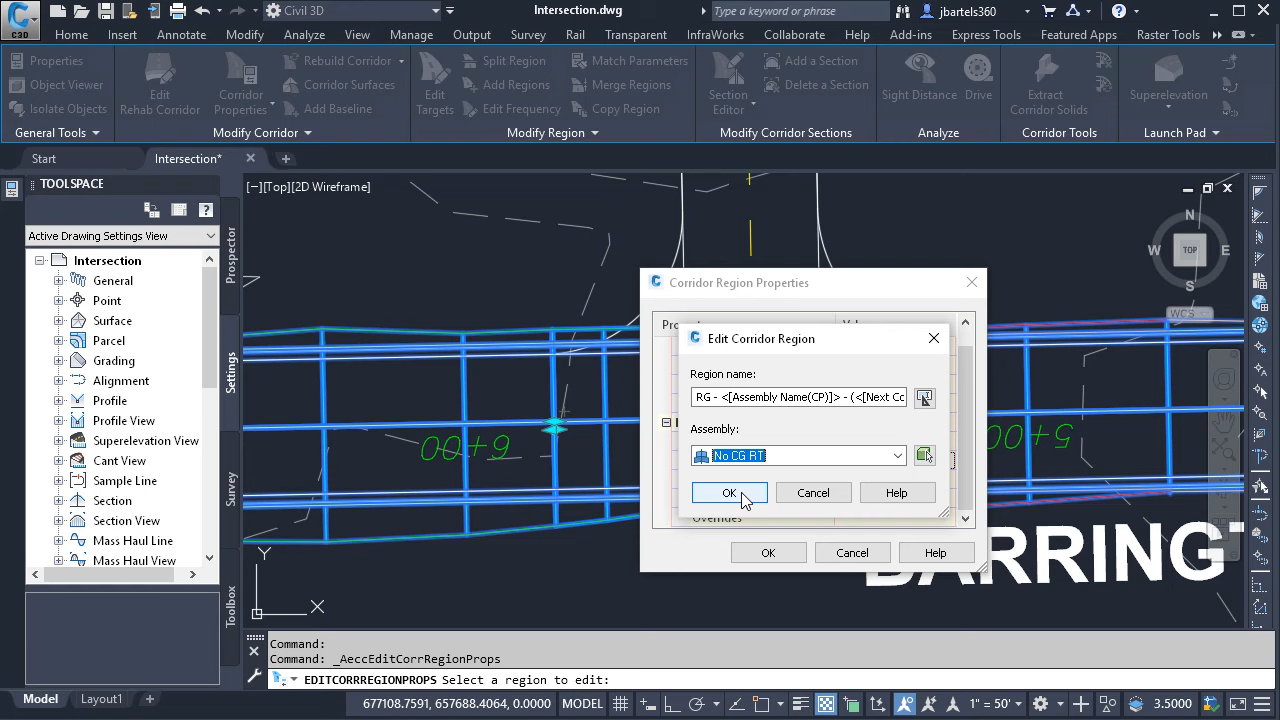 C3D
Civil 3D
Intersection.dwg
Type a keyword or phrase
jbartels360
Home Insert Annotate Modify Analyze View Manage Output Survey Rail InfraWorks Collaborate Help Add-ins Express Tools Featured Apps Raster Tools
Properties
Object Viewer
Isolate Objects
General Tools
Edit
Rehab Corridor
Corridor
Properties
Rebuild Corridor
Corridor Surfaces
Add Baseline
Modify Corridor
Edit
Targets
Split Region
Add Regions
Edit Frequency
Match Parameters
Merge Regions
Copy Region
Modify Region
Section
Editor
Add a Section
Delete a Section
Modify Corridor Sections
Sight Distance
Drive
Analyze
Extract
Corridor Solids
Corridor Tools
Superelevation
Launch Pad
Start
Intersection*
TOOLSPACE
Active Drawing Settings View
Intersection
General
Point
Surface
Parcel
Grading
Alignment
Profile
Profile View
Superelevation View
Cant View
Sample Line
Section
Section View
Mass Haul Line
Mass Haul View
Prospector
Settings
Survey
Toolbox
[−][Top][2D Wireframe]
N
W TOP E
S
WCS
6+00
5+00
Y
X
Corridor Region Properties
Edit Corridor Region
Region name:
RG - <[Assembly Name(CP)]> - (<[Next Co
Assembly:
No CG RT
OK Cancel Help
Overrides
OK Cancel Help
Command:
Command: _AeccEditCorrRegionProps
EDITCORRREGIONPROPS Select a region to edit:
Model Layout1
677108.7591, 657688.4064, 0.0000 MODEL
1" = 50'
3.5000